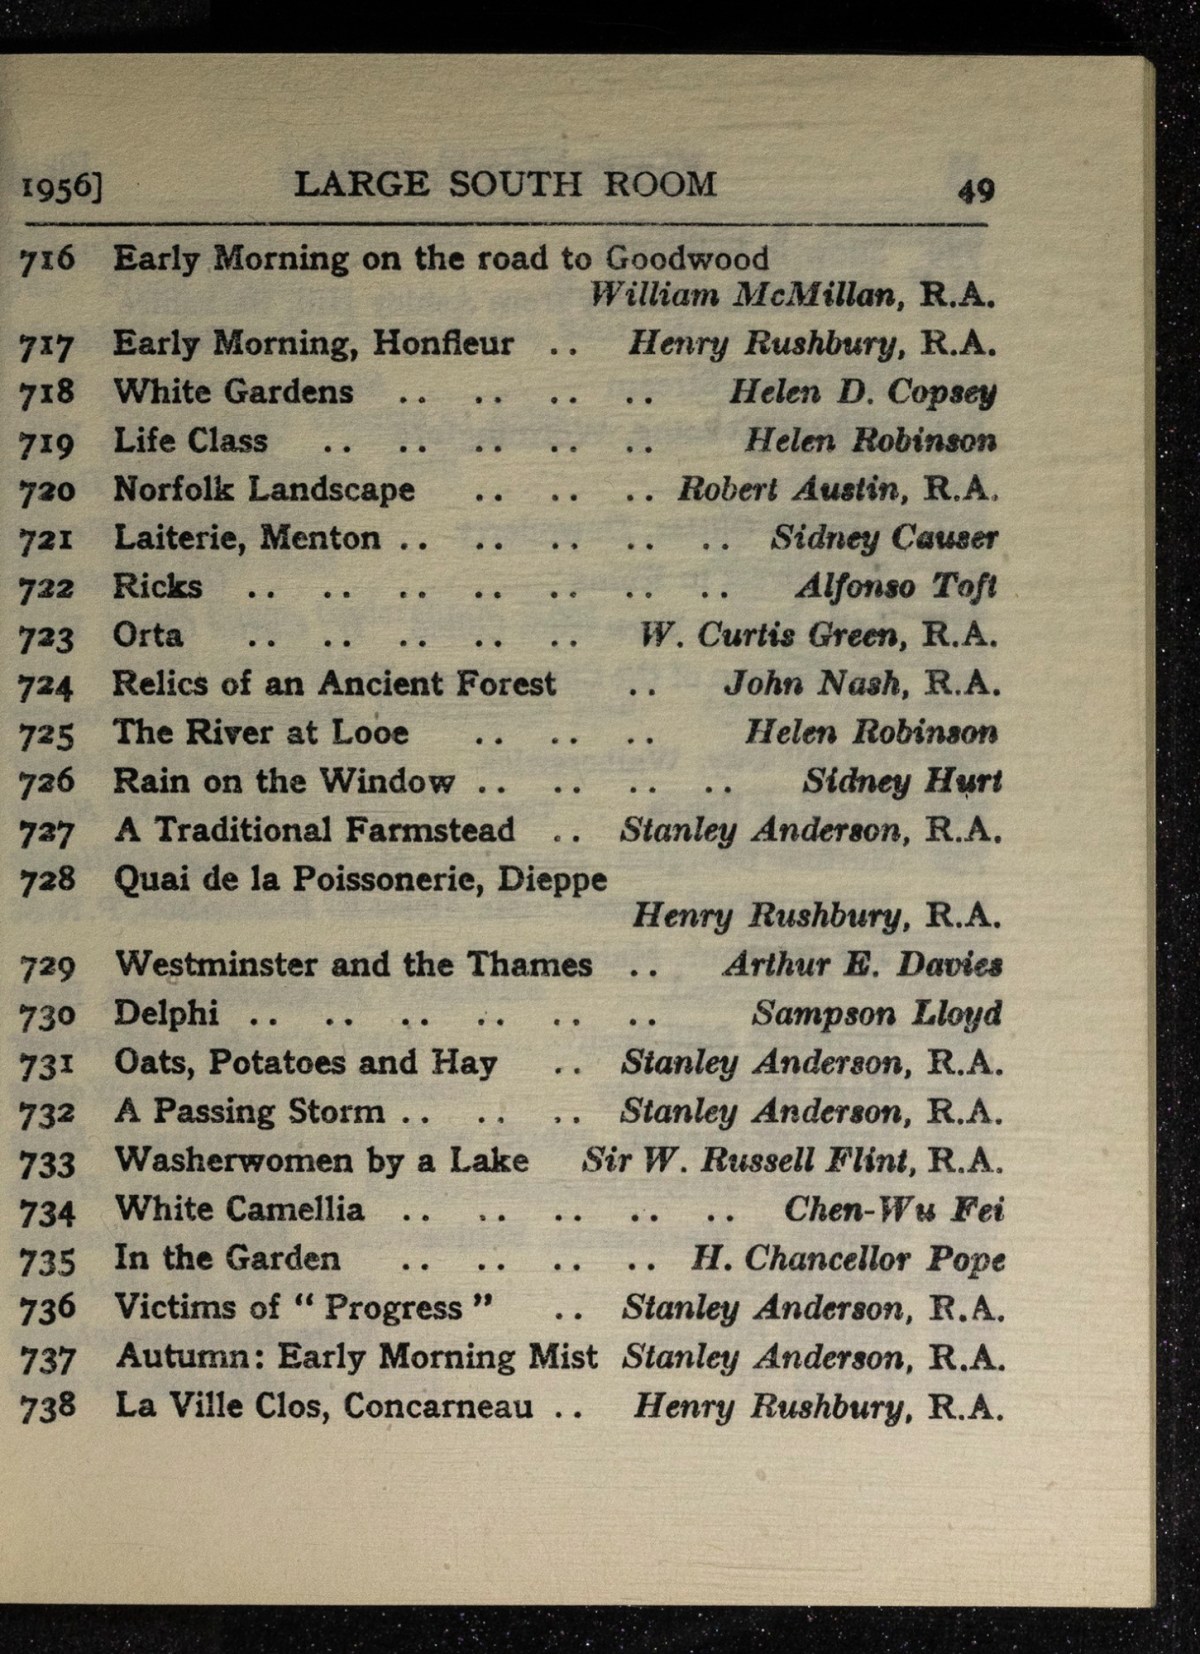 1956] LARGE SOUTH ROOM 49
716 Early Morning on the road to Goodwood
William McMillan, R.A.
717 Early Morning, Honfleur .. Henry Rushbury, R.A.
718 White Gardens .. .. .. .. Helen D. Copsey
719 Life Class .. .. .. .. .. Helen Robinson
720 Norfolk Landscape .. .. .. Robert Austin, R.A.
721 Laiterie, Menton .. .. .. .. .. Sidney Causer
722 Ricks .. .. .. .. .. .. .. Alfonso Toft
723 Orta .. .. .. .. .. W. Curtis Green, R.A.
724 Relics of an Ancient Forest .. John Nash, R.A.
725 The River at Looe .. .. .. Helen Robinson
726 Rain on the Window .. .. .. .. Sidney Hurt
727 A Traditional Farmstead .. Stanley Anderson, R.A.
728 Quai de la Poissonerie, Dieppe
Henry Rushbury, R.A.
729 Westminster and the Thames .. Arthur E. Davies
730 Delphi .. .. .. .. .. .. Sampson Lloyd
731 Oats, Potatoes and Hay .. Stanley Anderson, R.A.
732 A Passing Storm .. .. .. Stanley Anderson, R.A.
733 Washerwomen by a Lake Sir W. Russell Flint, R.A.
734 White Camellia .. .. .. .. .. Chen-Wu Fei
735 In the Garden .. .. .. .. H. Chancellor Pope
736 Victims of “ Progress ” .. Stanley Anderson, R.A.
737 Autumn: Early Morning Mist Stanley Anderson, R.A.
738 La Ville Clos, Concarneau .. Henry Rushbury, R.A.